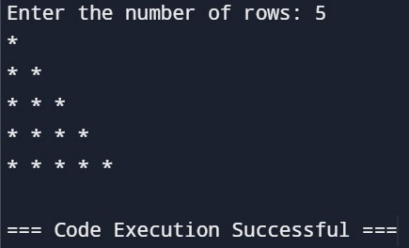 Enter the number of rows: 5
*
* *
* * *
* * * *
* * * * *
=== Code Execution Successful ===